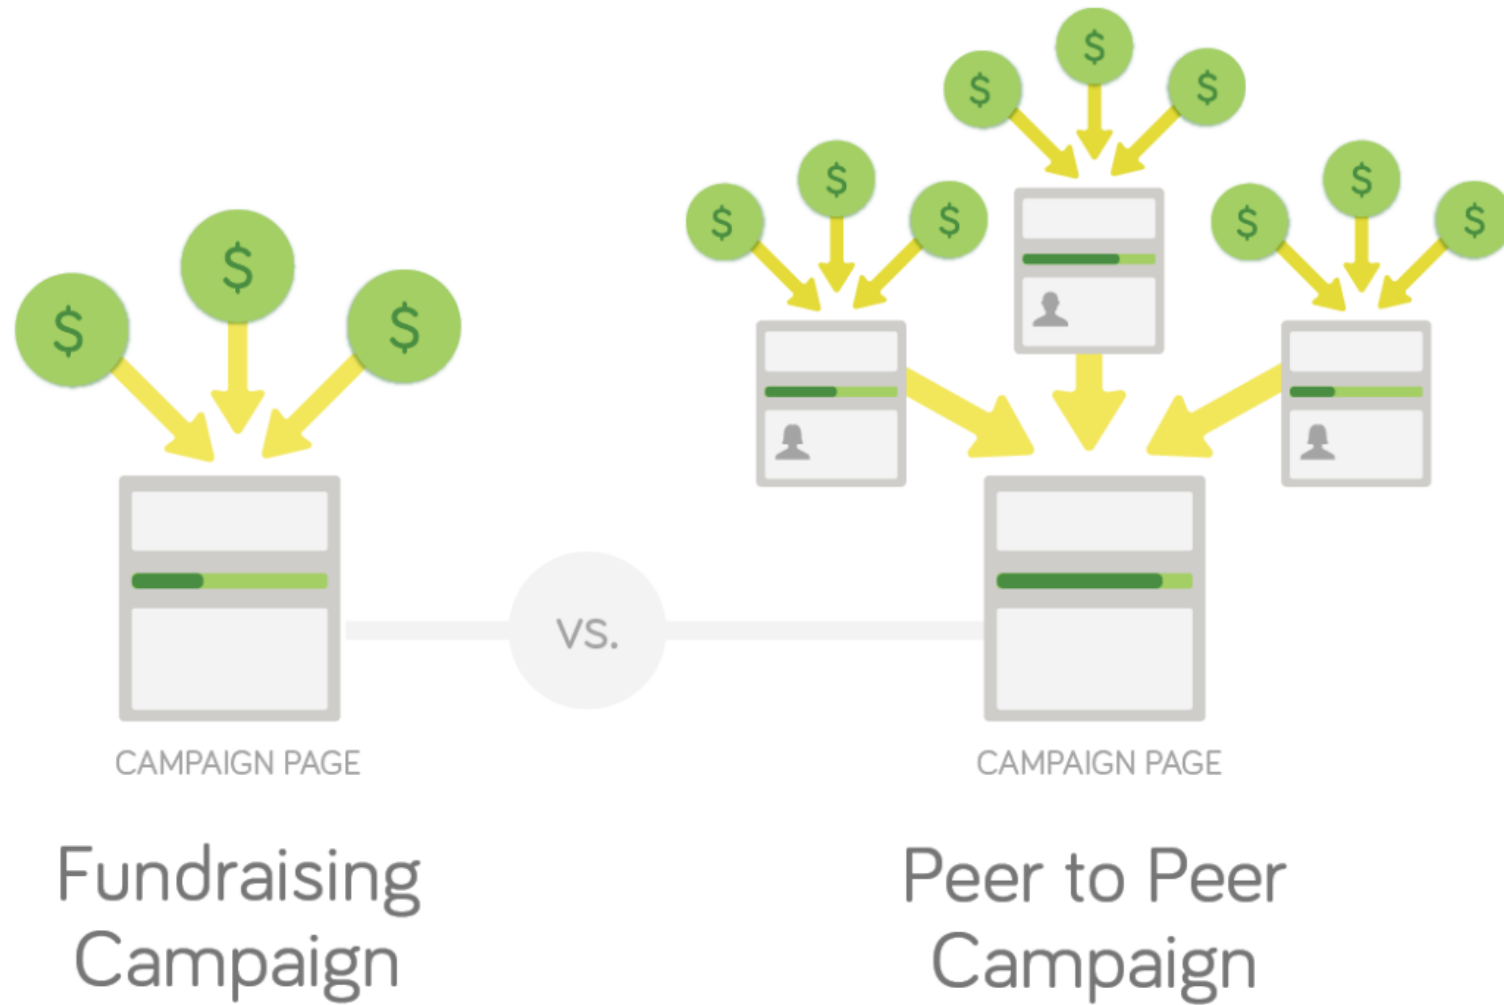 $
$
$
$
$
$
$
$
$
$
$
$
vs.
CAMPAIGN PAGE
CAMPAIGN PAGE
Fundraising
Campaign
Peer to Peer
Campaign